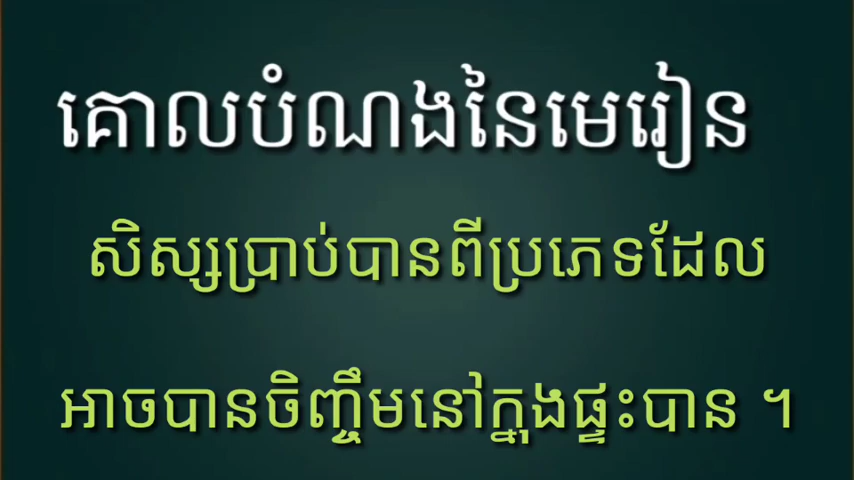 គោលបំណងនៃមេរៀន
សិស្សប្រាប់បានពីប្រភេទដែល
អាចបានចិញ្ចឹមនៅក្នុងផ្ទះបាន ។